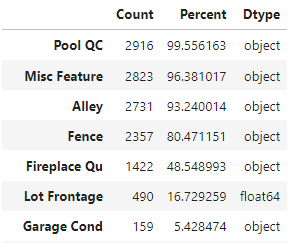 Count Percent Dtype
Pool QC 2916 99.556163 object
Misc Feature 2823 96.381017 object
Alley 2731 93.240014 object
Fence 2357 80.471151 object
Fireplace Qu 1422 48.548993 object
Lot Frontage 490 16.729259 float64
Garage Cond 159 5.428474 object